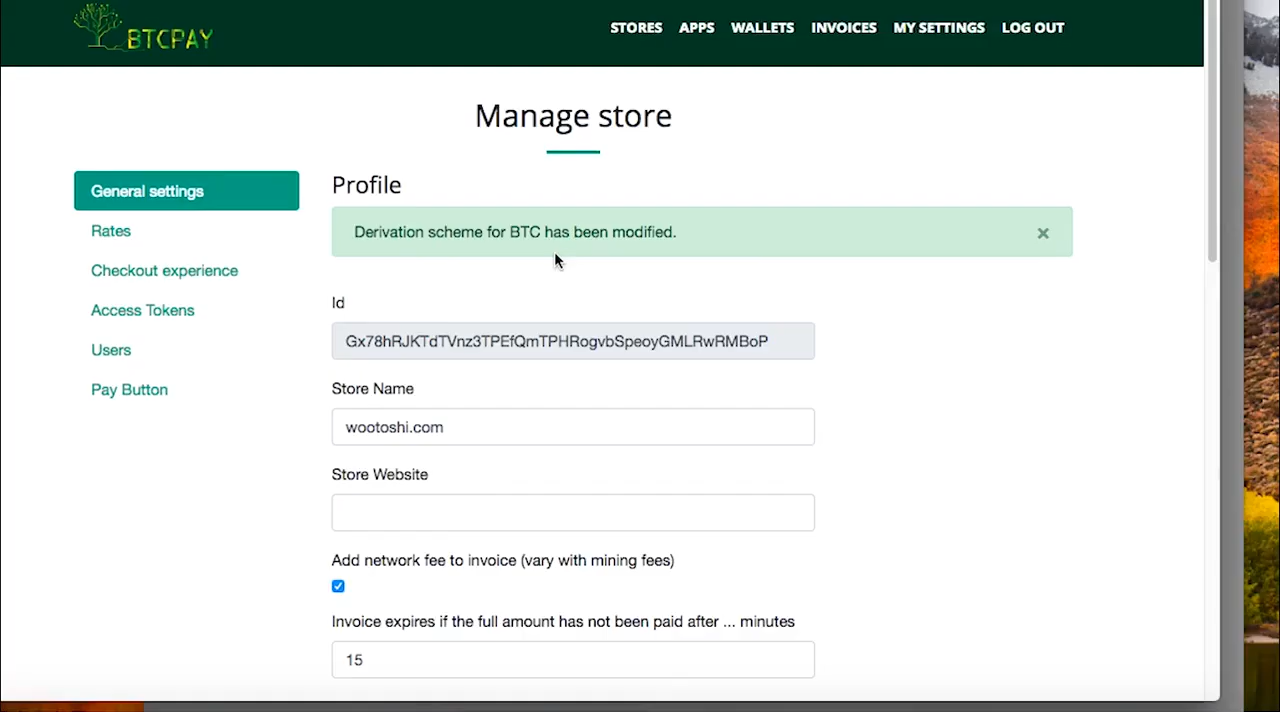 BTCPAY
STORES APPS WALLETS INVOICES MY SETTINGS LOG OUT
Manage store
General settings
Rates
Checkout experience
Access Tokens
Users
Pay Button
Profile
Derivation scheme for BTC has been modified.
Id
Gx78hRJKTdTVnz3TPEfQmTPHRogvbSpeoyGMLRwRMBoP
Store Name
wootoshi.com
Store Website
Add network fee to invoice (vary with mining fees)
Invoice expires if the full amount has not been paid after ... minutes
15